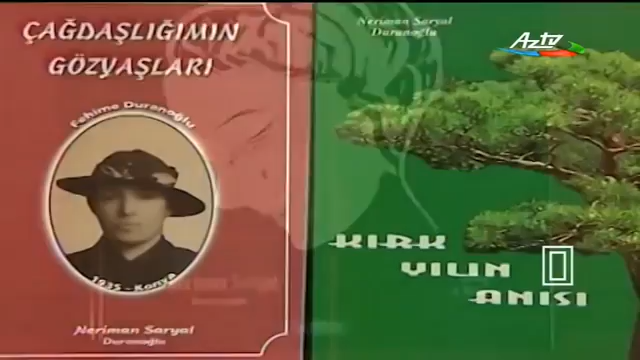 ÇAĞDAŞLIĞIMIN
GÖZYAŞLARI
Fehime Duranoğlu
1935 - Konya
Neriman Saryal
Duranoğlu
Neriman Saryal
Duranoğlu
AzTV
KIRK
YILIN
ANISI